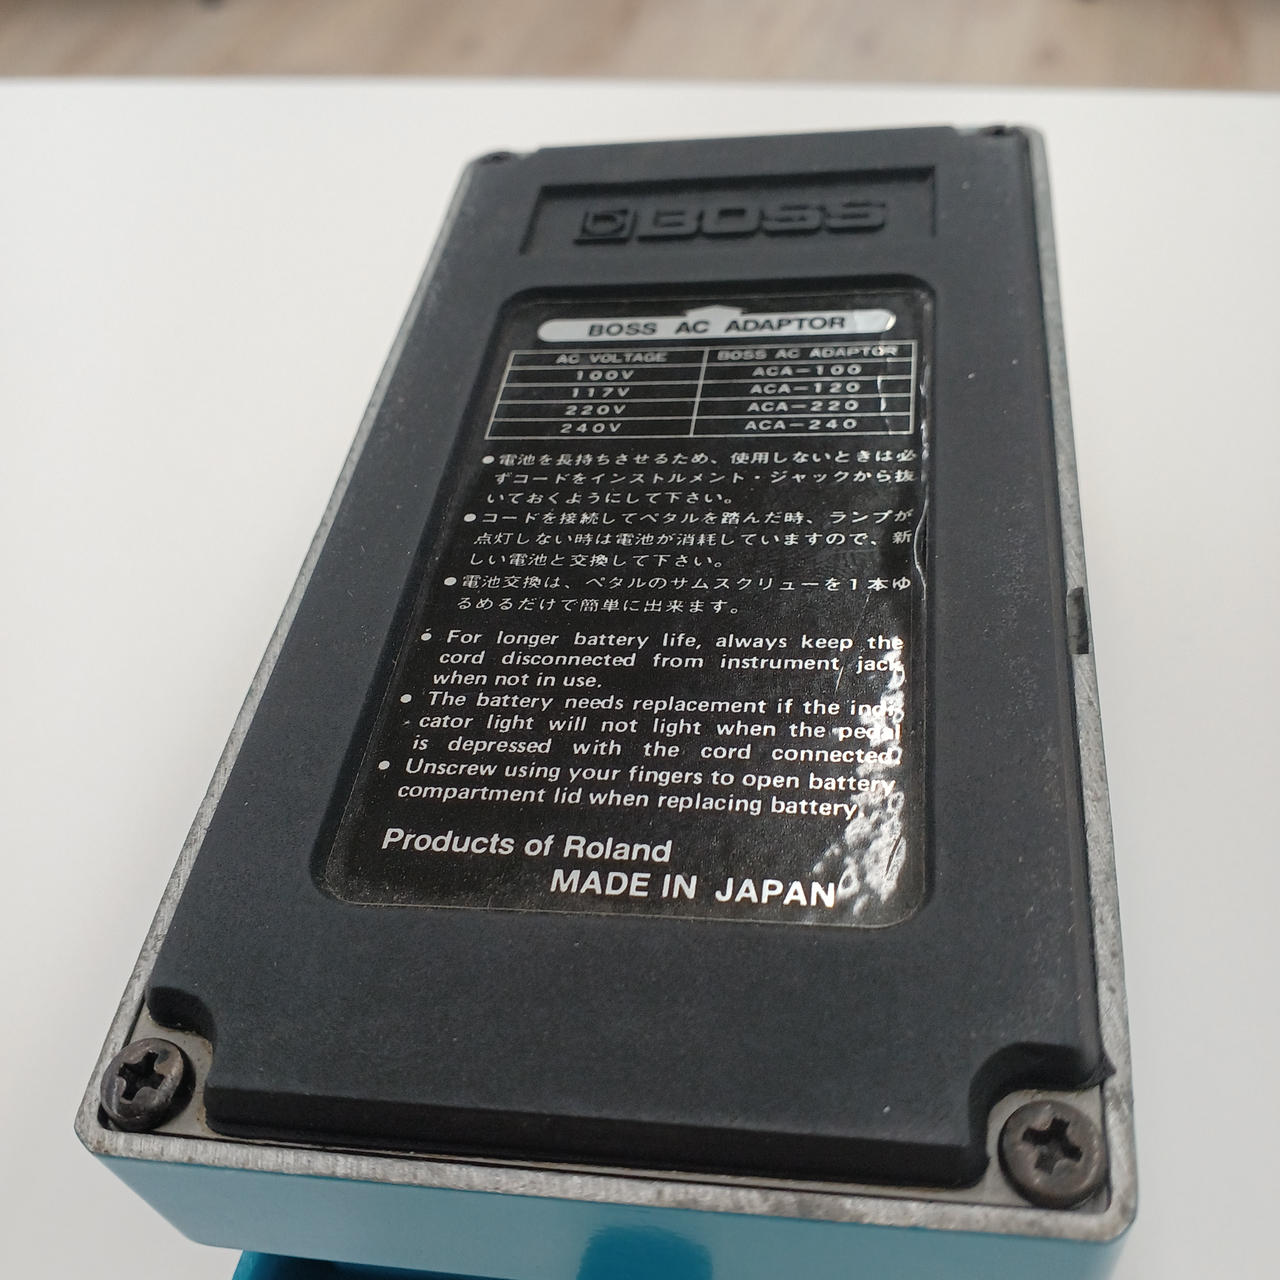 BOSS
BOSS AC ADAPTOR
AC VOLTAGE BOSS AC ADAPTOR
100V ACA-100
117V ACA-120
220V ACA-220
240V ACA-240
●電池を長持ちさせるため、使用しないときは必
ずコードをインストルメント・ジャックから抜
いておくようにして下さい。
●コードを接続してペタルを踏んだ時、ランプが
点灯しない時は電池が消耗していますので、新
しい電池と交換して下さい。
●電池交換は、ペタルのサムスクリューを1本ゆ
るめるだけで簡単に出来ます。
● For longer battery life, always keep the
cord disconnected from instrument jack
when not in use.
● The battery needs replacement if the indi-
cator light will not light when the pedal
is depressed with the cord connected.
● Unscrew using your fingers to open battery
compartment lid when replacing battery.
Products of Roland
MADE IN JAPAN